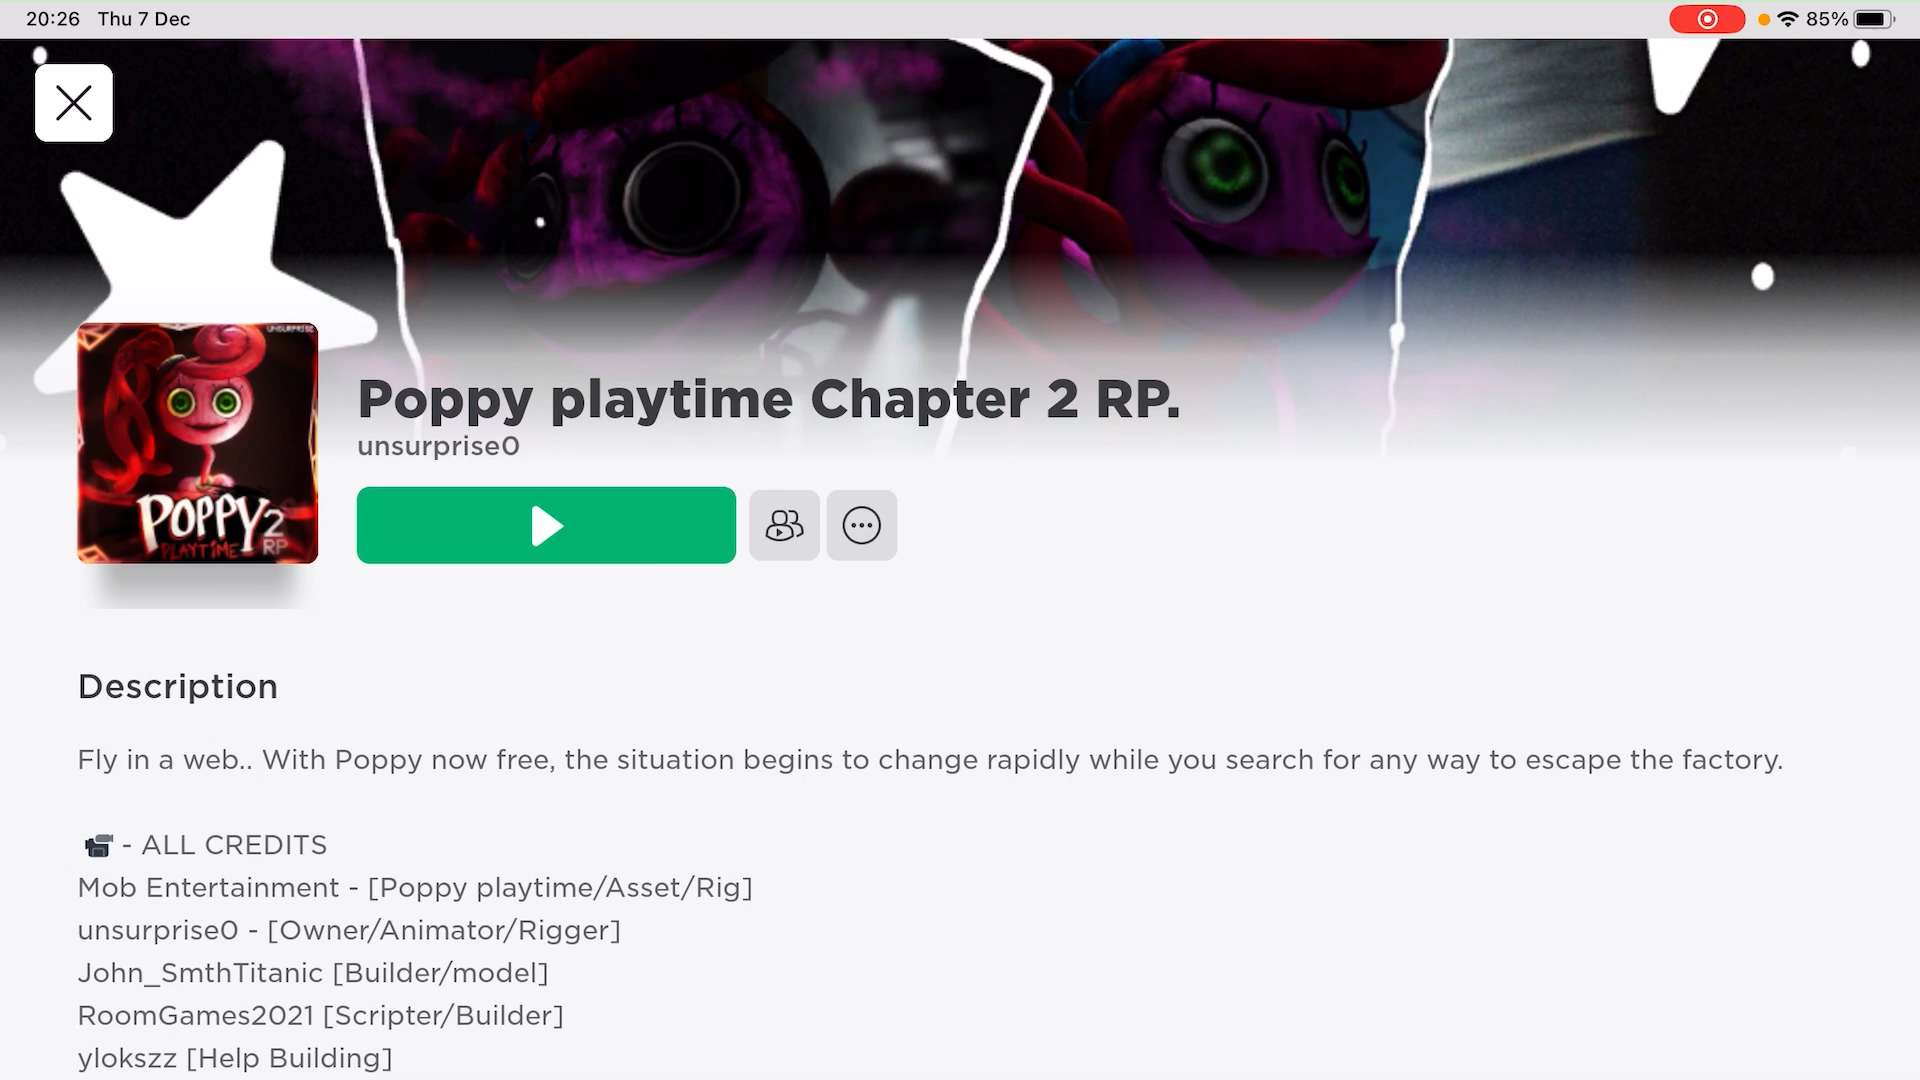 20:26 Thu 7 Dec
85%
UNSURPRISE
POPPY 2
PLAYTIME RP
Poppy playtime Chapter 2 RP.
unsurprise0
Description
Fly in a web.. With Poppy now free, the situation begins to change rapidly while you search for any way to escape the factory.
- ALL CREDITS
Mob Entertainment - [Poppy playtime/Asset/Rig]
unsurprise0 - [Owner/Animator/Rigger]
John_SmthTitanic [Builder/model]
RoomGames2021 [Scripter/Builder]
ylokszz [Help Building]